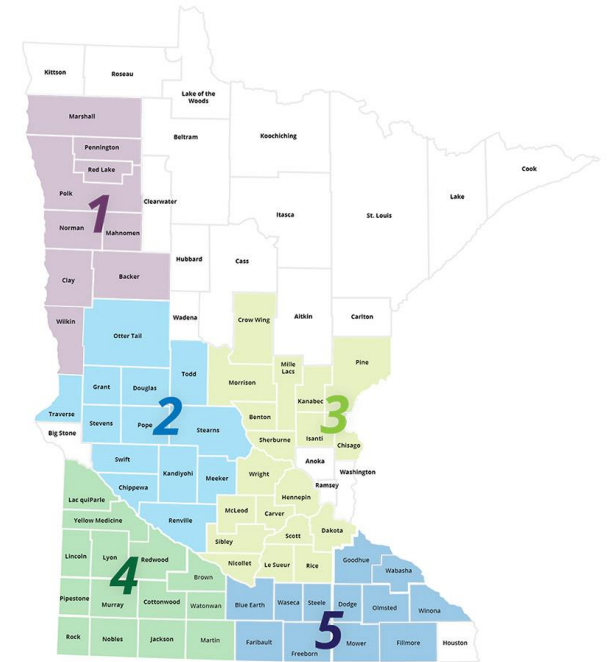 Kittson
Roseau
Lake of the
Woods
Marshall
Beltram
Koochiching
Pennington
Red Lake
Cook
Polk
Clearwater
Lake
1
Itasca
St. Louis
Norman
Mahnomen
Hubbard
Cass
Clay
Backer
Wilkin
Wadena
Crow Wing
Aitkin
Carlton
Otter Tail
Pine
Mille
Lacs
Todd
Morrison
Grant
Douglas
Kanabec
Traverse
2
3
Benton
Stevens
Pope
Stearns
Big Stone
Sherburne
Isanti
Chisago
Swift
Anoka
Kandiyohi
Meeker
Wright
Washington
Ramsey
Chippewa
Hennepin
Lac quiParle
McLeod
Carver
Yellow Medicine
Renville
Dakota
Scott
Sibley
Lincoln
Lyon
Redwood
Nicollet
Le Sueur
Rice
Goodhue
Wabasha
4
Brown
Pipestone
Murray
Cottonwood
Watonwan
Blue Earth
Waseca
Steele
Dodge
Olmsted
Winona
5
Rock
Nobles
Jackson
Martin
Faribault
Freeborn
Mower
Fillmore
Houston